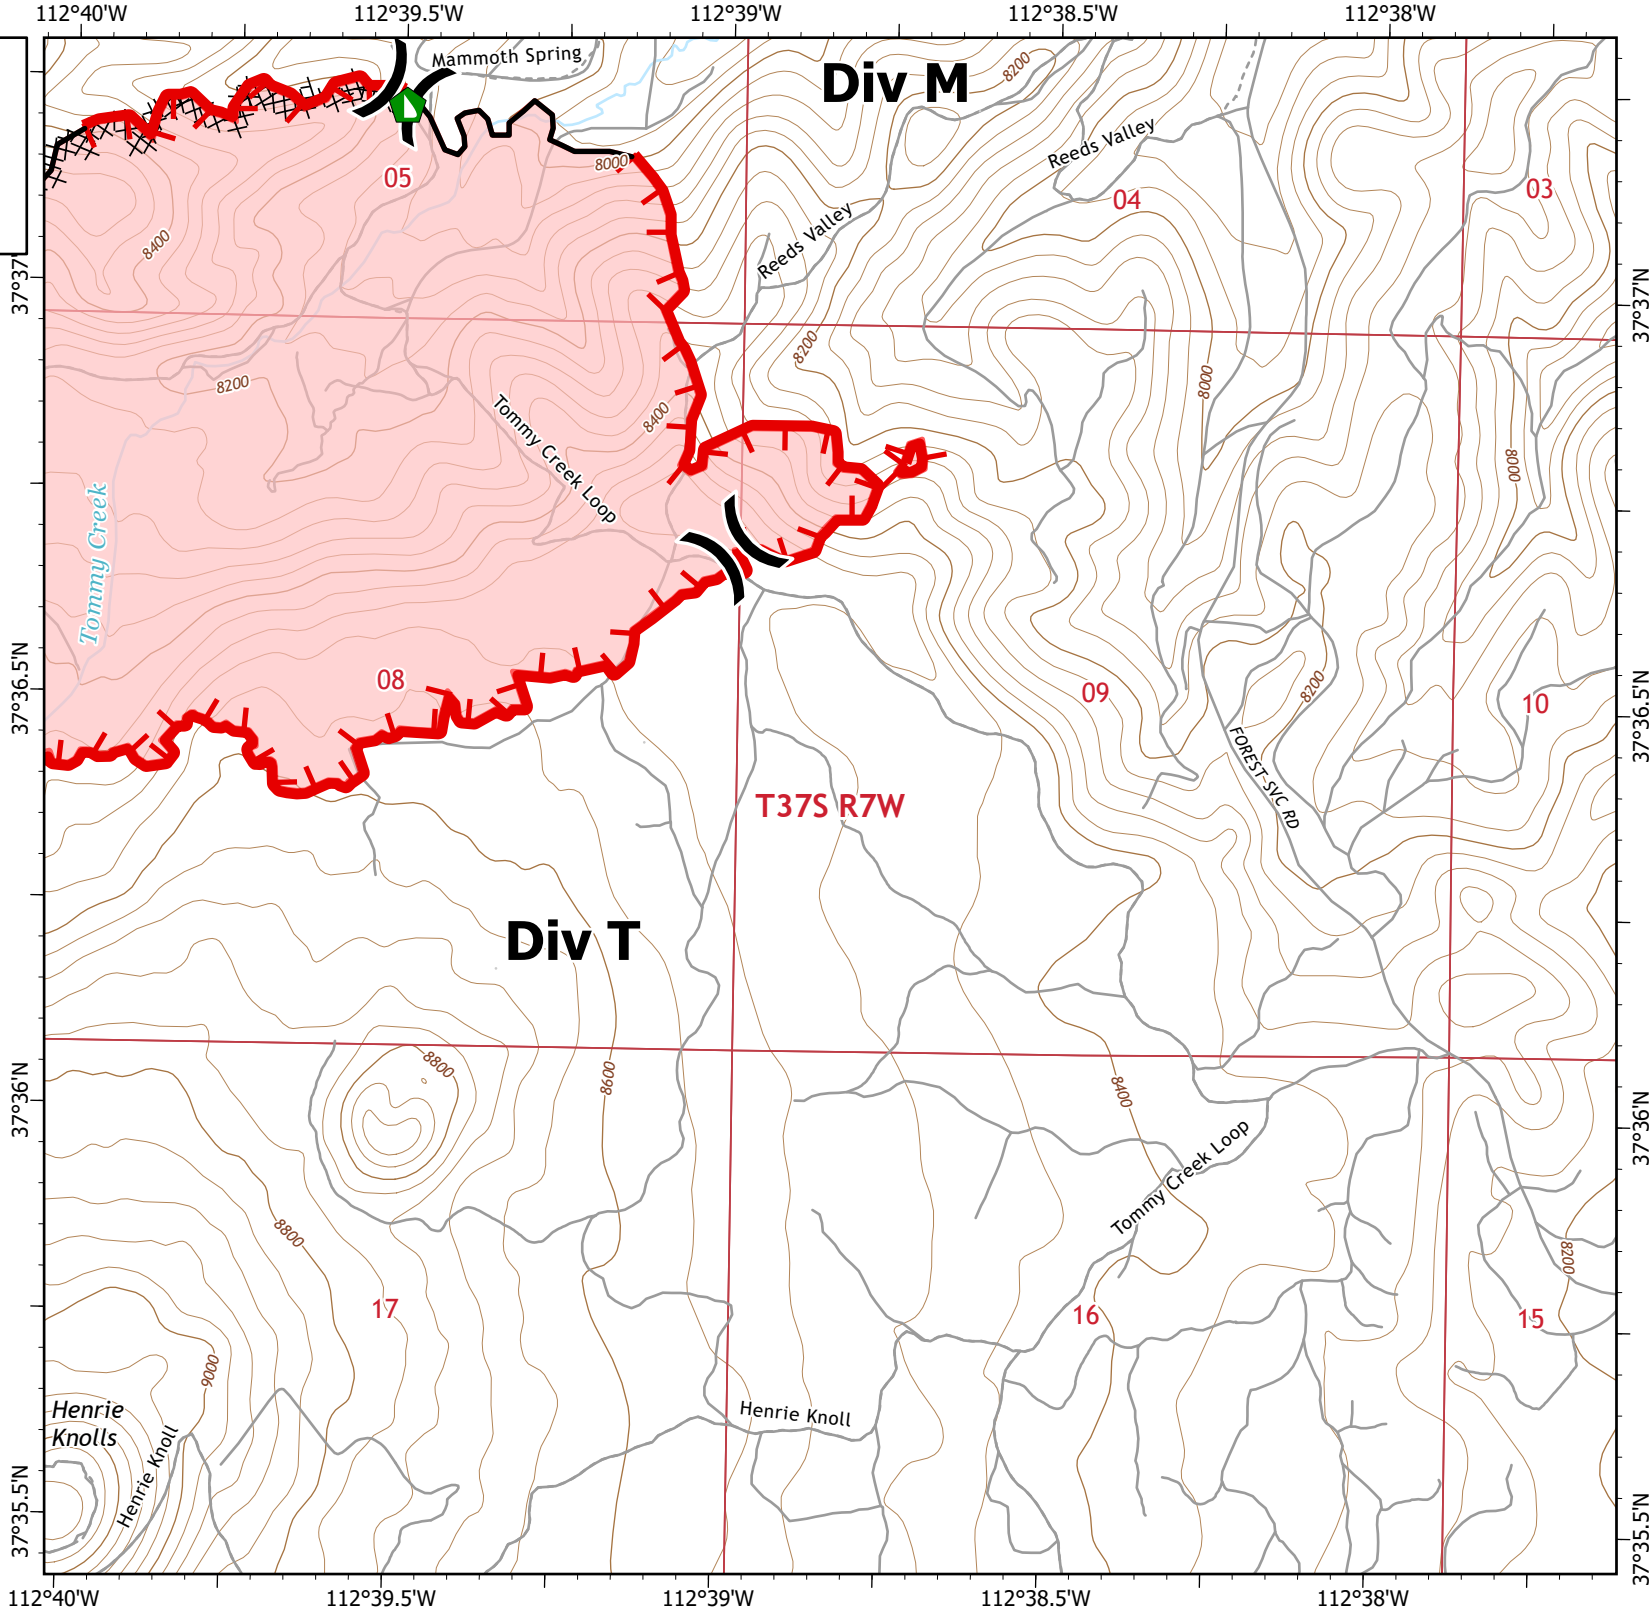 112°40'W
112°39.5'W
112°39'W
112°38.5'W
112°38'W
Mammoth Spring
Div M
8200
Reeds Valley
05
8000
04
03
Reeds Valley
8400
37°37'
37°37'N
8200
8200
8000
Tommy Creek Loop
8400
8000
Tommy Creek
37°36.5'N
08
09
8200
10
37°36.5'N
FOREST SVC RD
T37S R7W
Div T
8800
8600
8400
37°36'N
37°36'N
Tommy Creek Loop
8800
8200
17
16
15
9000
Henrie
Knolls
Henrie Knoll
Henrie Knoll
37°35.5'N
37°35.5'N
112°40'W
112°39.5'W
112°39'W
112°38.5'W
112°38'W